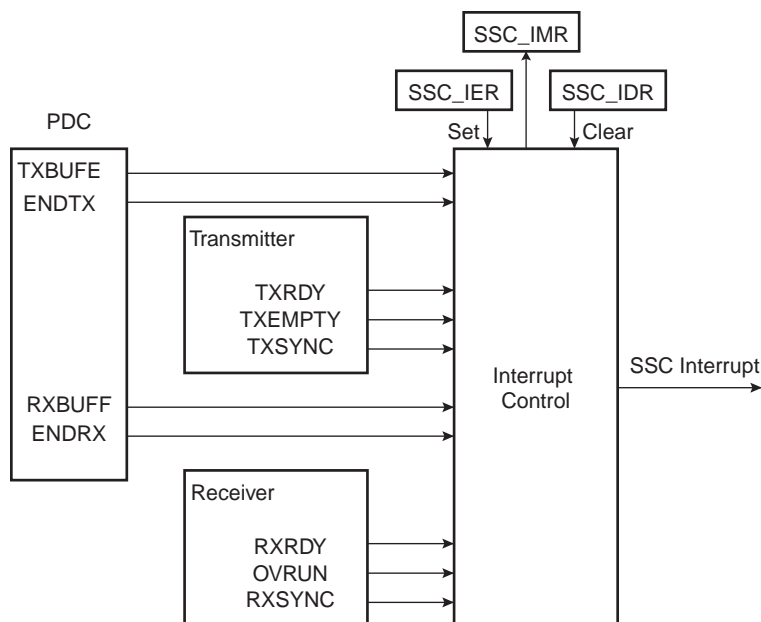 SSC_IMR
SSC_IER
SSC_IDR
PDC
Set
Clear
TXBUFE
ENDTX
Transmitter
TXRDY
TXEMPTY
TXSYNC
SSC Interrupt
Interrupt
Control
RXBUFF
ENDRX
Receiver
RXRDY
OVRUN
RXSYNC